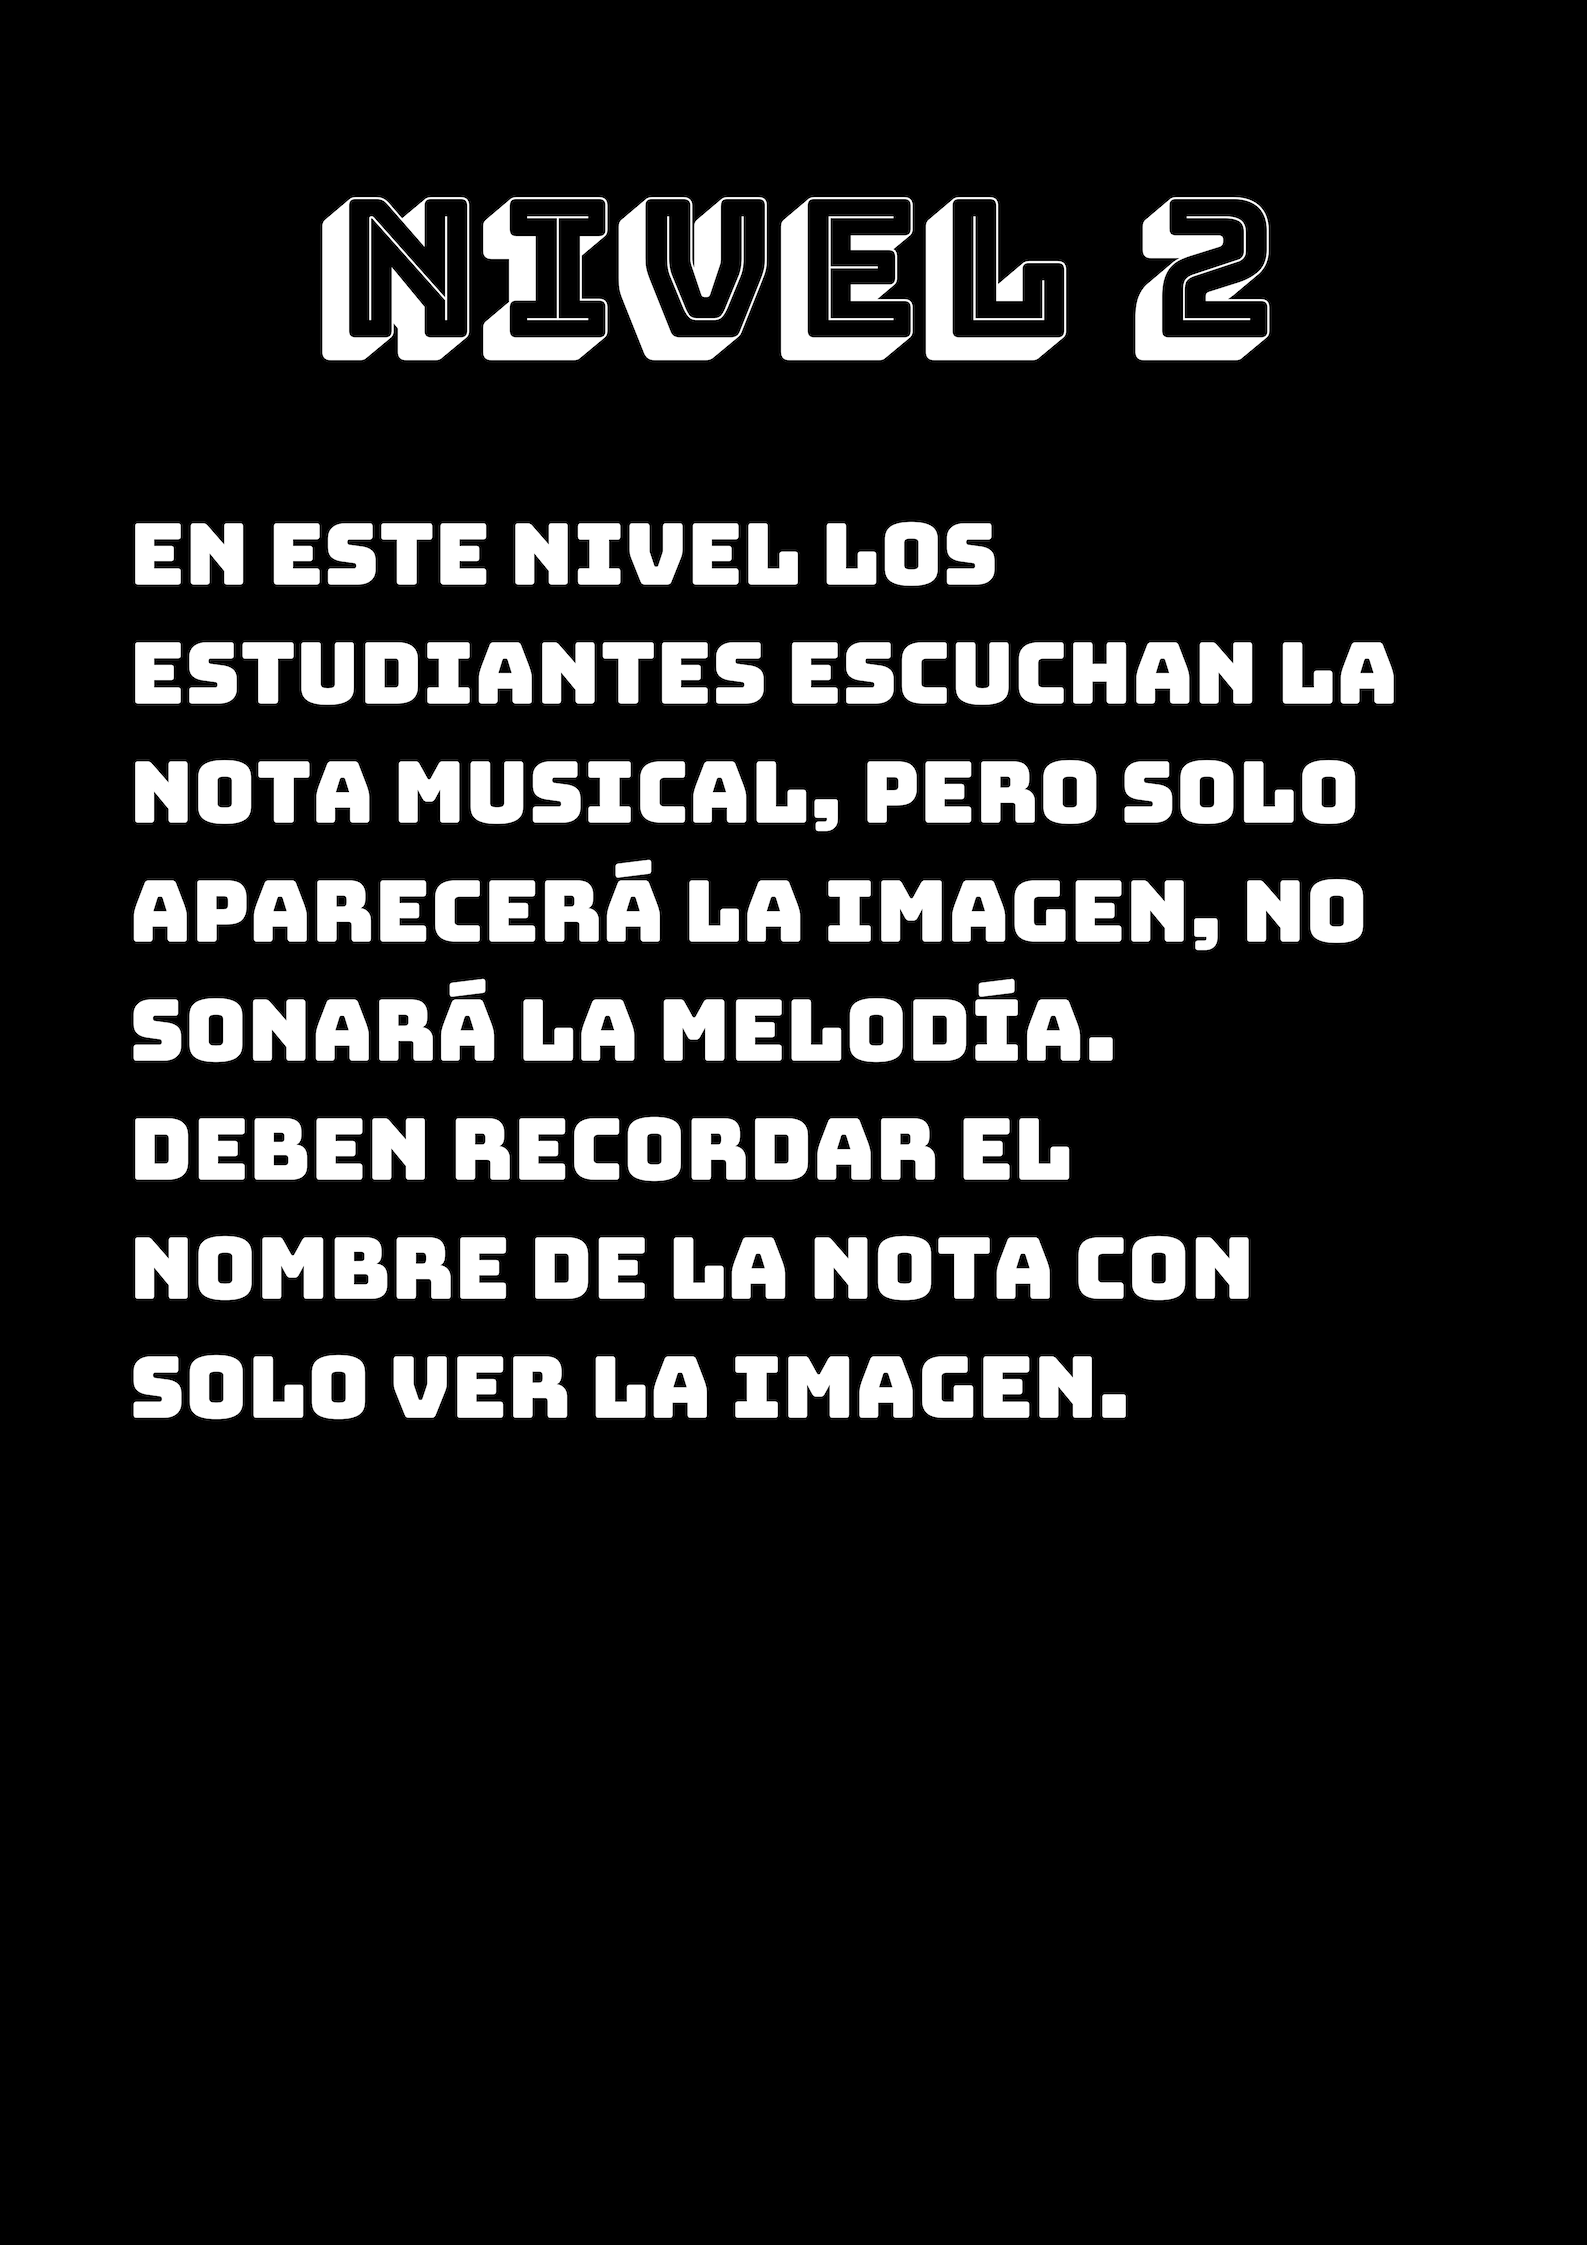 NIVEL 2
EN ESTE NIVEL LOS
ESTUDIANTES ESCUCHAN LA
NOTA MUSICAL, PERO SOLO
APARECERÁ LA IMAGEN, NO
SONARÁ LA MELODÍA.
DEBEN RECORDAR EL
NOMBRE DE LA NOTA CON
SOLO VER LA IMAGEN.